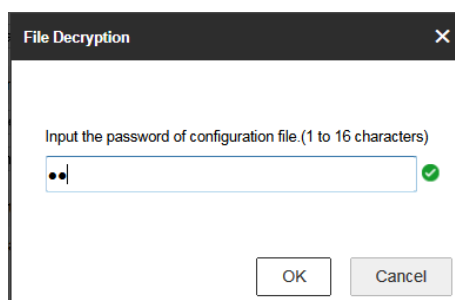 File Decryption
Input the password of configuration file.(1 to 16 characters)
••
OK Cancel